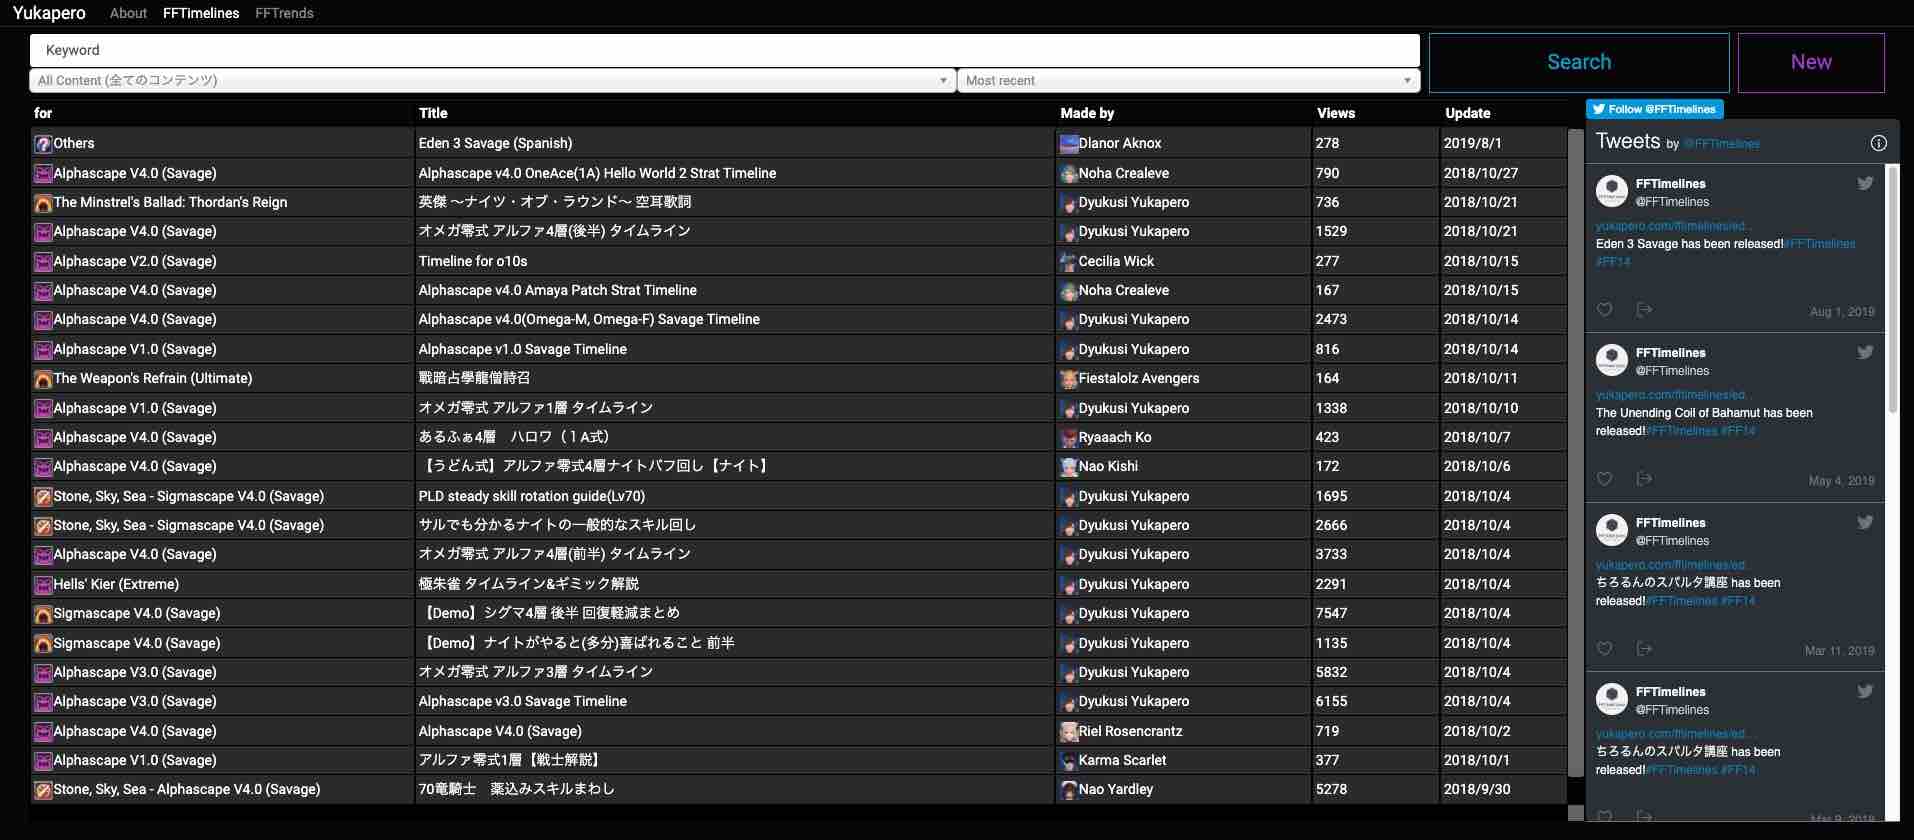 Yukapero About FFTimelines FFTrends
Keyword
All Content (全てのコンテンツ) Most recent
Search New
for Title Made by Views Update
Others Eden 3 Savage (Spanish) Dlanor Aknox 278 2019/8/1
Alphascape V4.0 (Savage) Alphascape v4.0 OneAce(1A) Hello World 2 Strat Timeline Noha Crealeve 790 2018/10/27
The Minstrel's Ballad: Thordan's Reign 英傑 〜ナイツ・オブ・ラウンド〜 空耳歌詞 Dyukusi Yukapero 736 2018/10/21
Alphascape V4.0 (Savage) オメガ零式 アルファ4層(後半) タイムライン Dyukusi Yukapero 1529 2018/10/21
Alphascape V2.0 (Savage) Timeline for o10s Cecilia Wick 277 2018/10/15
Alphascape V4.0 (Savage) Alphascape v4.0 Amaya Patch Strat Timeline Noha Crealeve 167 2018/10/15
Alphascape V4.0 (Savage) Alphascape v4.0(Omega-M, Omega-F) Savage Timeline Dyukusi Yukapero 2473 2018/10/14
Alphascape V1.0 (Savage) Alphascape v1.0 Savage Timeline Dyukusi Yukapero 816 2018/10/14
The Weapon's Refrain (Ultimate) 戰暗占學龍僧詩召 Fiestalolz Avengers 164 2018/10/11
Alphascape V1.0 (Savage) オメガ零式 アルファ1層 タイムライン Dyukusi Yukapero 1338 2018/10/10
Alphascape V4.0 (Savage) あるふぁ4層　ハロワ（１A式） Ryaaach Ko 423 2018/10/7
Alphascape V4.0 (Savage) 【うどん式】アルファ零式4層ナイトバフ回し【ナイト】 Nao Kishi 172 2018/10/6
Stone, Sky, Sea - Sigmascape V4.0 (Savage) PLD steady skill rotation guide(Lv70) Dyukusi Yukapero 1695 2018/10/4
Stone, Sky, Sea - Sigmascape V4.0 (Savage) サルでも分かるナイトの一般的なスキル回し Dyukusi Yukapero 2666 2018/10/4
Alphascape V4.0 (Savage) オメガ零式 アルファ4層(前半) タイムライン Dyukusi Yukapero 3733 2018/10/4
Hells' Kier (Extreme) 極朱雀 タイムライン&ギミック解説 Dyukusi Yukapero 2291 2018/10/4
Sigmascape V4.0 (Savage) 【Demo】シグマ4層 後半 回復軽減まとめ Dyukusi Yukapero 7547 2018/10/4
Sigmascape V4.0 (Savage) 【Demo】ナイトがやると(多分)喜ばれること 前半 Dyukusi Yukapero 1135 2018/10/4
Alphascape V3.0 (Savage) オメガ零式 アルファ3層 タイムライン Dyukusi Yukapero 5832 2018/10/4
Alphascape V3.0 (Savage) Alphascape v3.0 Savage Timeline Dyukusi Yukapero 6155 2018/10/4
Alphascape V4.0 (Savage) Alphascape V4.0 (Savage) Riel Rosencrantz 719 2018/10/2
Alphascape V1.0 (Savage) アルファ零式1層【戦士解説】 Karma Scarlet 377 2018/10/1
Stone, Sky, Sea - Alphascape V4.0 (Savage) 70竜騎士　薬込みスキルまわし Nao Yardley 5278 2018/9/30
Follow @FFTimelines
Tweets by @FFTimelines
FFTimelines
@FFTimelines
yukapero.com/fftimelines/ed...
Eden 3 Savage has been released!#FFTimelines
#FF14
Aug 1, 2019
FFTimelines
@FFTimelines
yukapero.com/fftimelines/ed...
The Unending Coil of Bahamut has been
released!#FFTimelines #FF14
May 4, 2019
FFTimelines
@FFTimelines
yukapero.com/fftimelines/ed...
ちろるんのスパルタ講座 has been
released!#FFTimelines #FF14
Mar 11, 2019
FFTimelines
@FFTimelines
yukapero.com/fftimelines/ed...
ちろるんのスパルタ講座 has been
released!#FFTimelines #FF14
Mar 9, 2019